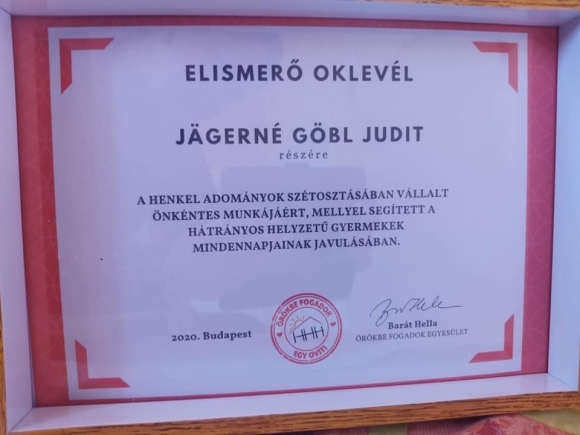 ELISMERŐ OKLEVÉL
JÄGERNÉ GÖBL JUDIT
részére
A HENKEL ADOMÁNYOK SZÉTOSZTÁSÁBAN VÁLLALT
ÖNKÉNTES MUNKÁJÁÉRT, MELLYEL SEGÍTETT A
HÁTRÁNYOS HELYZETŰ GYERMEKEK
MINDENNAPJAINAK JAVULÁSÁBAN.
2020. Budapest
ÖRÖKBE FOGADOK
EGY OVIT!
Barát Hella
ÖRÖKBE FOGADOK EGYESÜLET